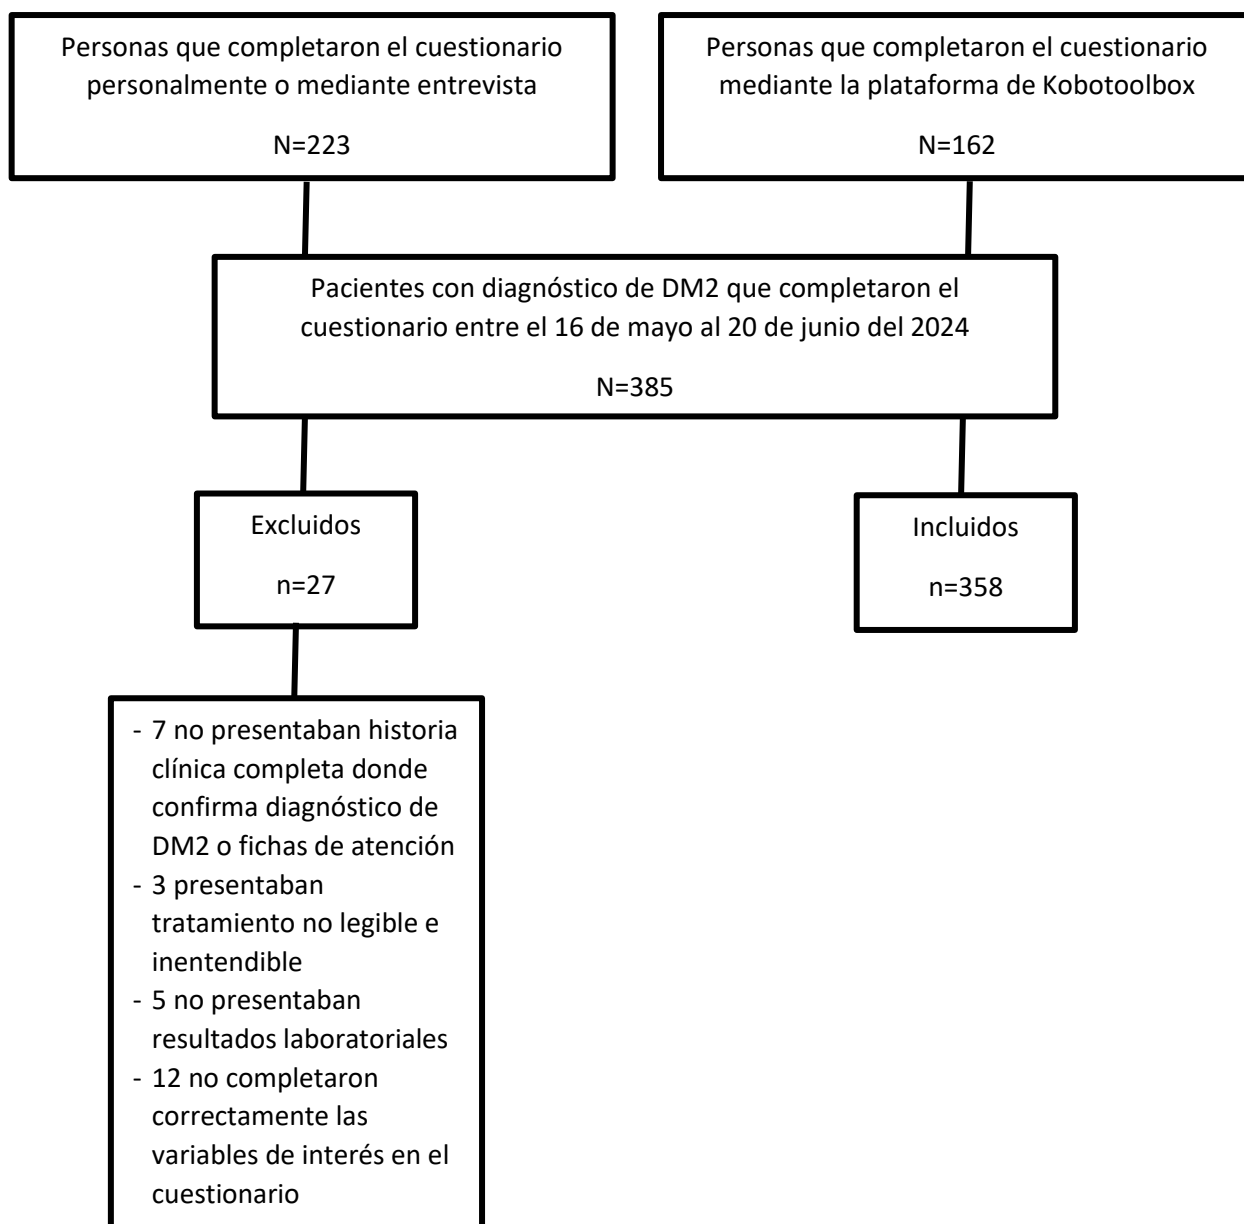 Personas que completaron el cuestionario
personalmente o mediante entrevista
N=223
Personas que completaron el cuestionario
mediante la plataforma de Kobotoolbox
N=162
Pacientes con diagnóstico de DM2 que completaron el
cuestionario entre el 16 de mayo al 20 de junio del 2024
N=385
Excluidos
n=27
Incluidos
n=358
- 7 no presentaban historia
clínica completa donde
confirma diagnóstico de
DM2 o fichas de atención
- 3 presentaban
tratamiento no legible e
inentendible
- 5 no presentaban
resultados laboratoriales
- 12 no completaron
correctamente las
variables de interés en el
cuestionario